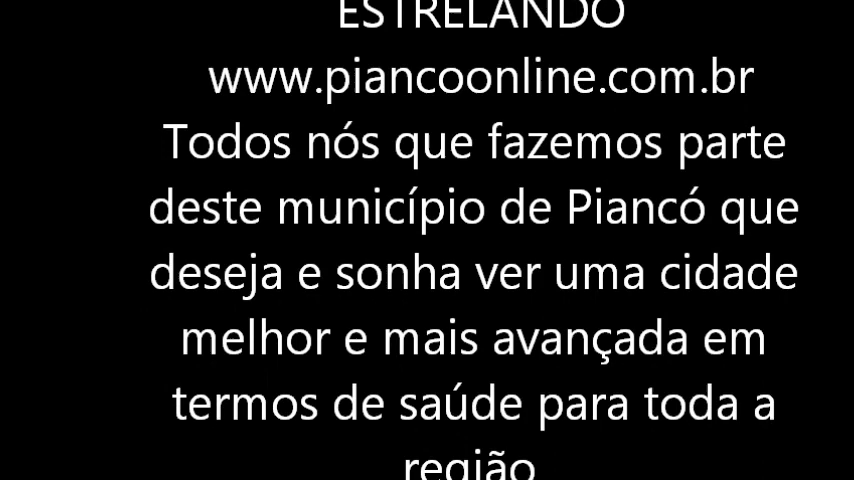 ESTRELANDO
www.piancoonline.com.br
Todos nós que fazemos parte
deste município de Piancó que
deseja e sonha ver uma cidade
melhor e mais avançada em
termos de saúde para toda a
região